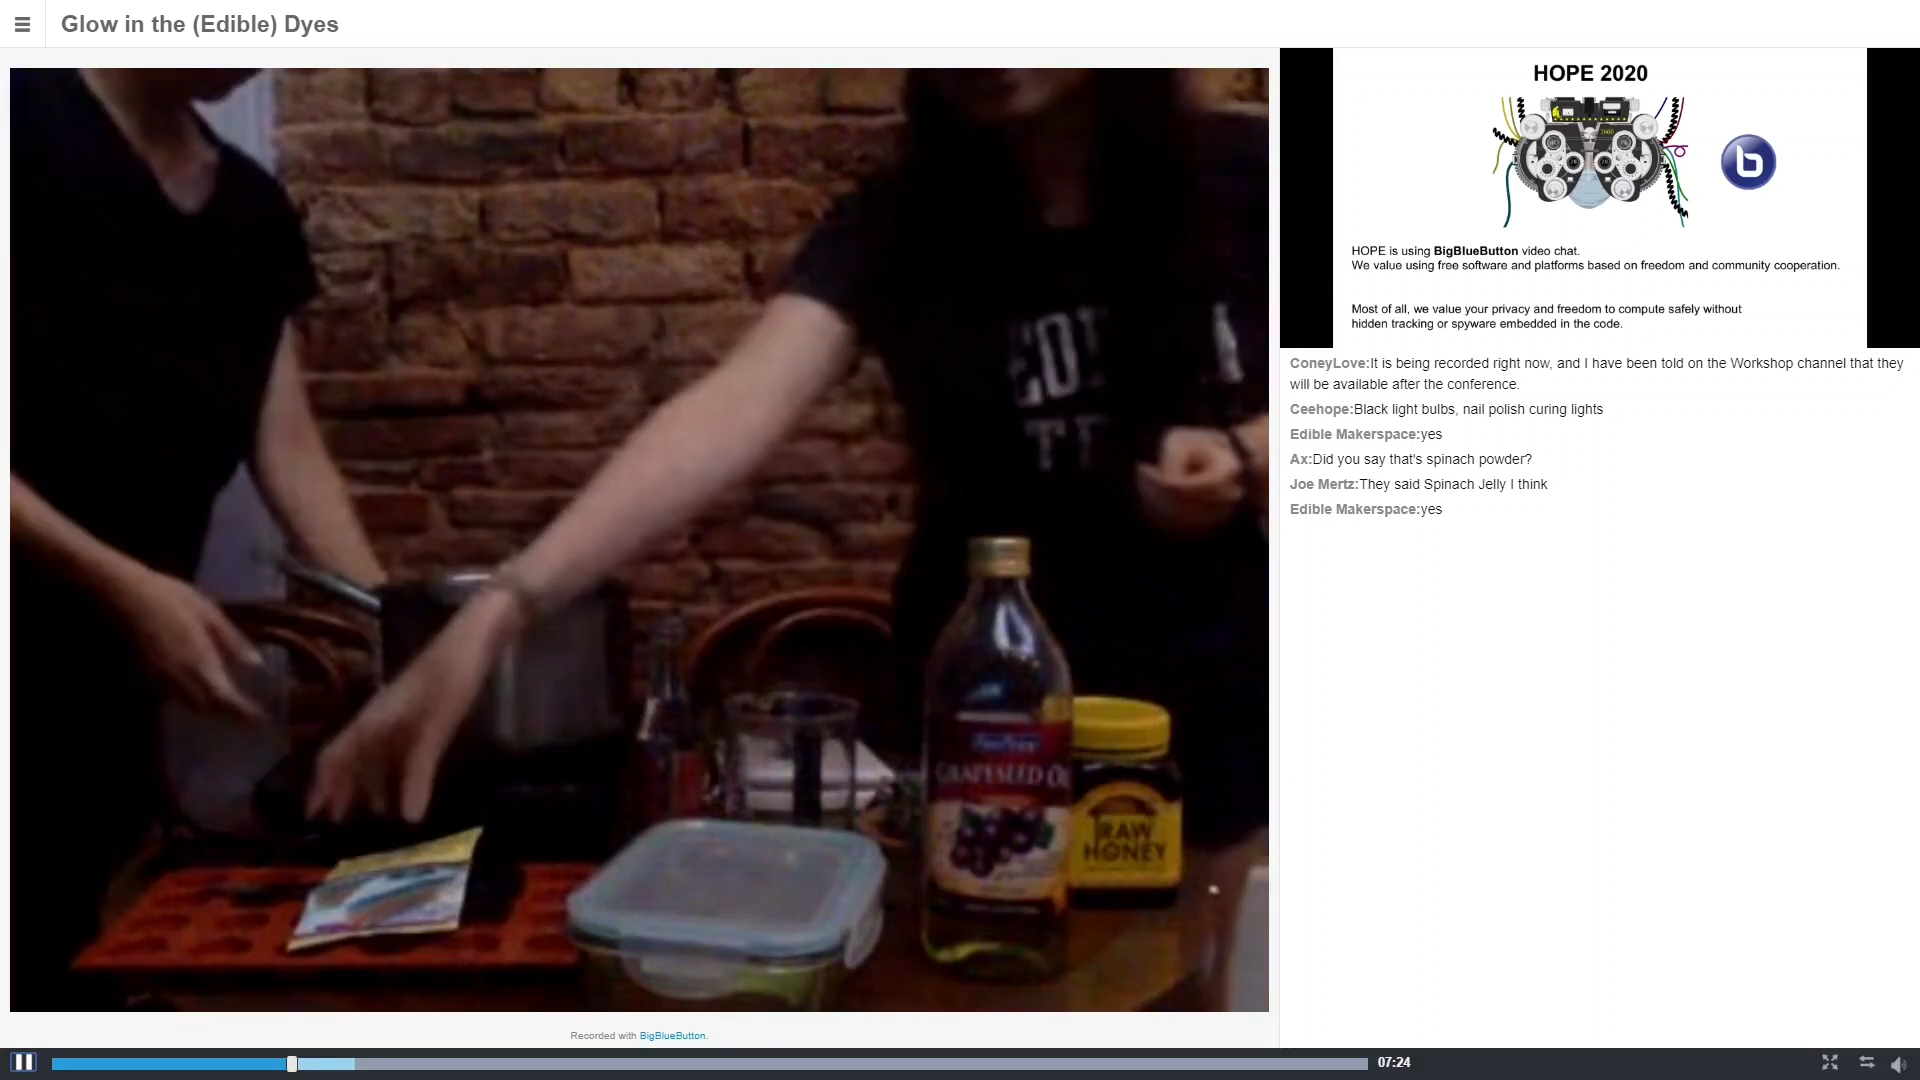 Glow in the (Edible) Dyes
HOPE 2020
2600
b
HOPE is using BigBlueButton video chat.
We value using free software and platforms based on freedom and community cooperation.
Most of all, we value your privacy and freedom to compute safely without
hidden tracking or spyware embedded in the code.
ConeyLove:It is being recorded right now, and I have been told on the Workshop channel that they
will be available after the conference.
Ceehope:Black light bulbs, nail polish curing lights
Edible Makerspace:yes
Ax:Did you say that's spinach powder?
Joe Mertz:They said Spinach Jelly I think
Edible Makerspace:yes
GRAPESEED OIL
RAW
HONEY
Recorded with BigBlueButton.
07:24